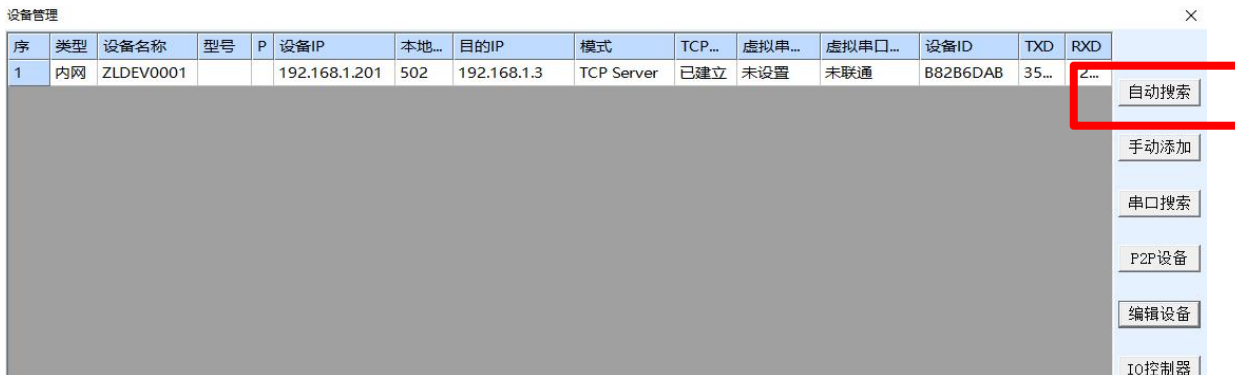 设备管理
序 类型 设备名称 型号 P 设备IP 本地... 目的IP 模式 TCP... 虚拟串... 虚拟串口... 设备ID TXD RXD
1 内网 ZLDEV0001 192.168.1.201 502 192.168.1.3 TCP Server 已建立 未设置 未联通 B82B6DAB 35... 2...
自动搜索
手动添加
串口搜索
P2P设备
编辑设备
IO控制器